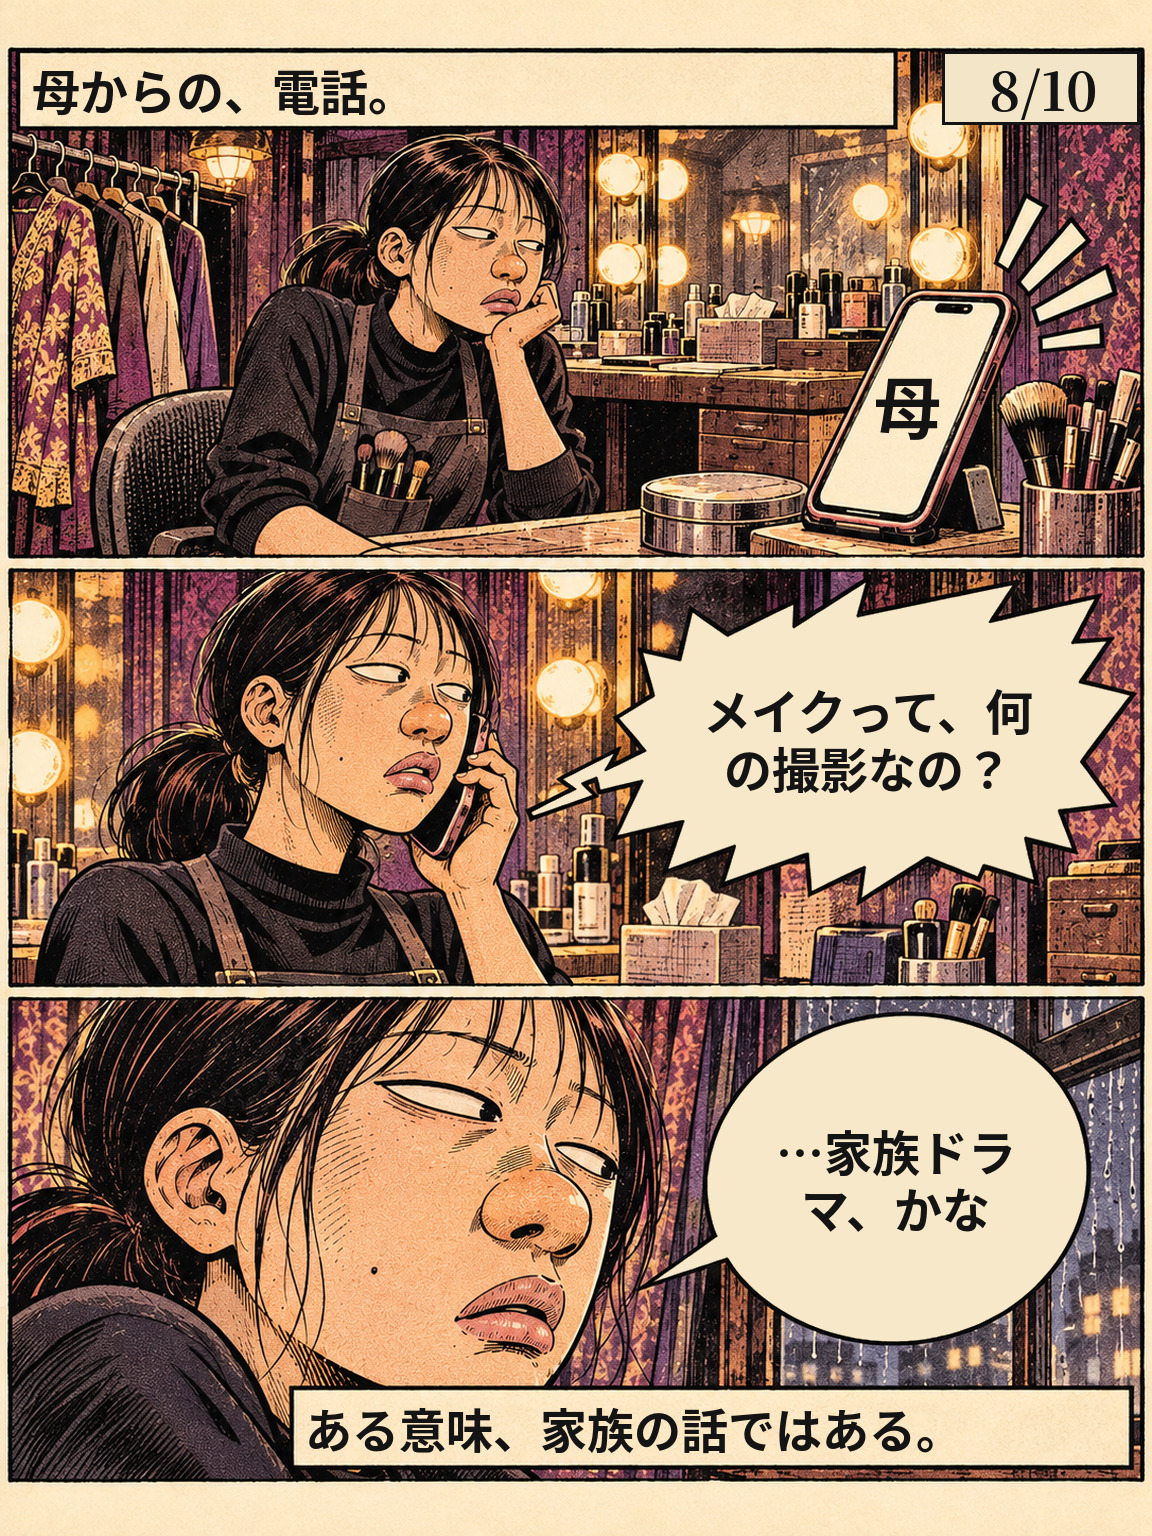 母からの、電話。
8/10
母
メイクって、何
の撮影なの？
…家族ドラ
マ、かな
ある意味、家族の話ではある。